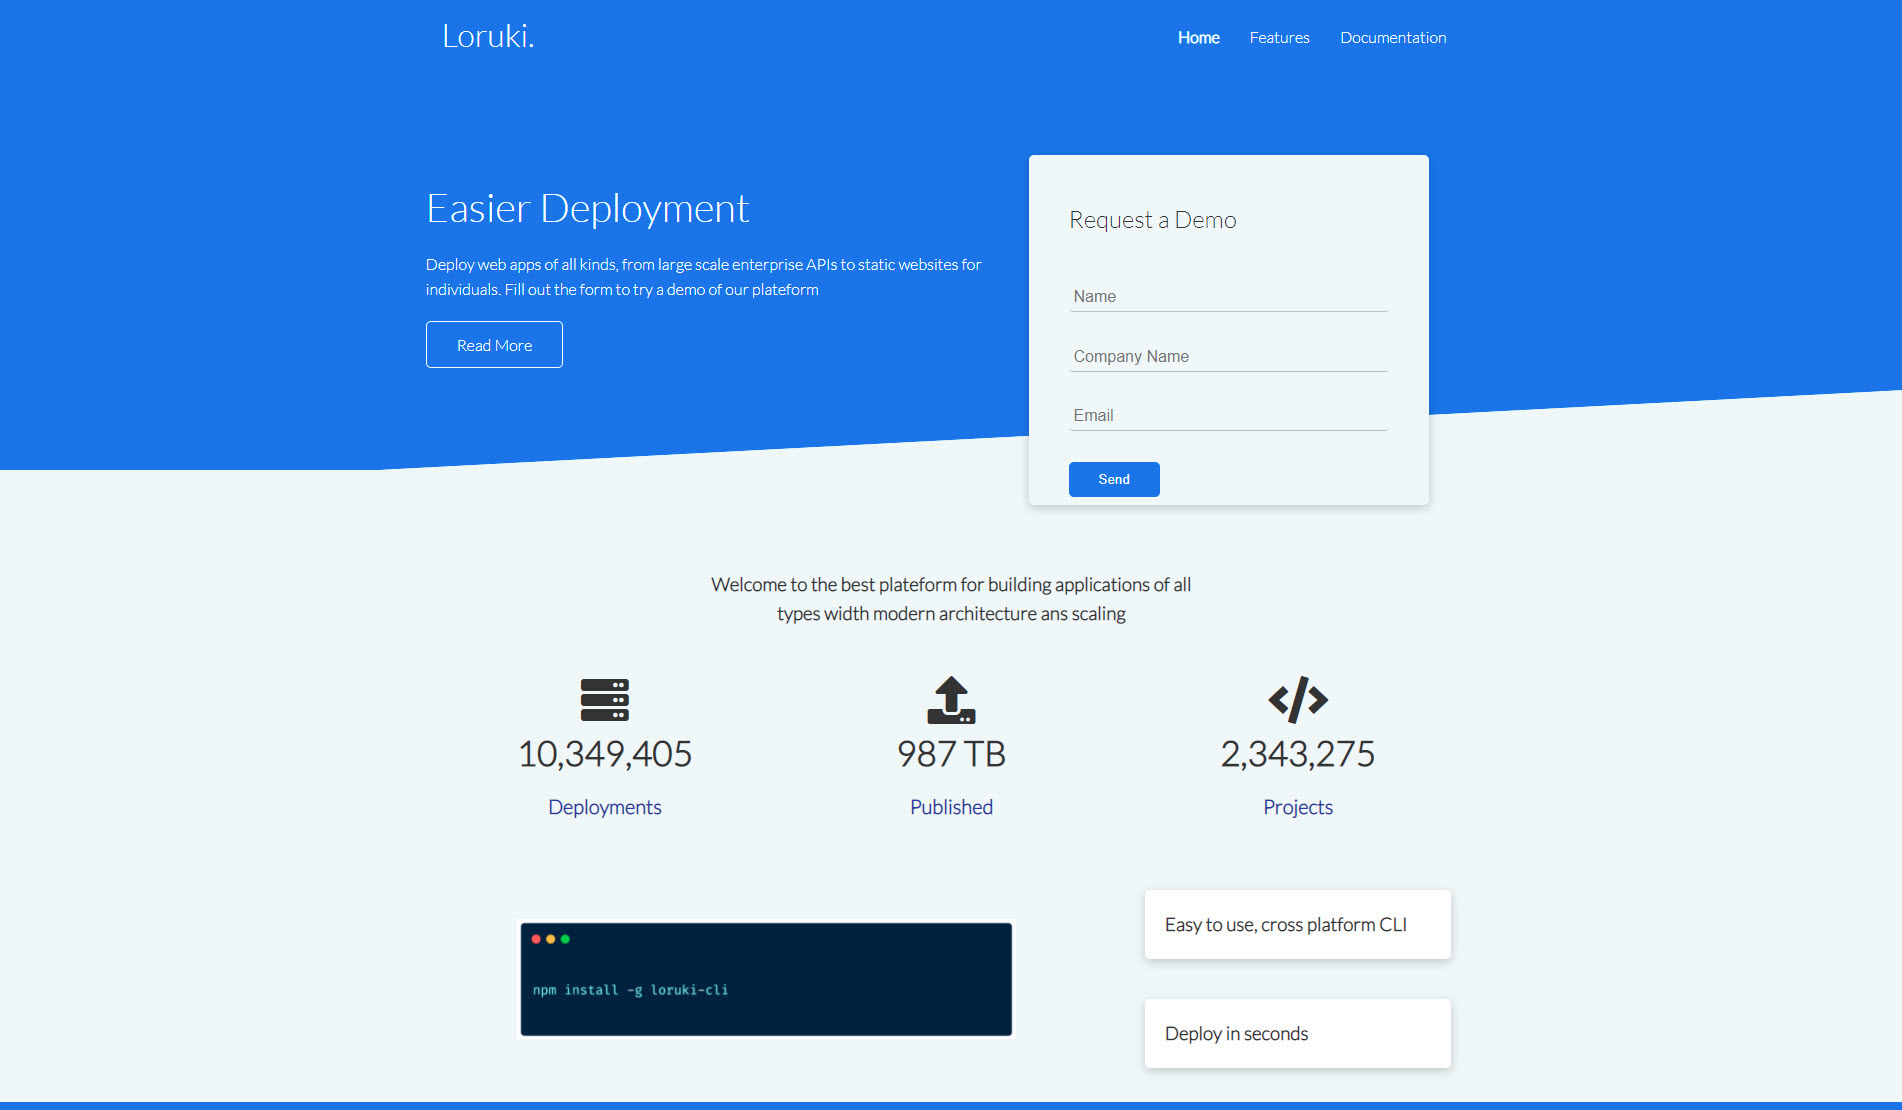 Loruki.
Home Features Documentation
Easier Deployment
Deploy web apps of all kinds, from large scale enterprise APIs to static websites for
individuals. Fill out the form to try a demo of our plateform
Read More
Request a Demo
Name
Company Name
Email
Send
Welcome to the best plateform for building applications of all
types width modern architecture ans scaling
10,349,405
Deployments
987 TB
Published
2,343,275
Projects
npm install -g loruki-cli
Easy to use, cross platform CLI
Deploy in seconds